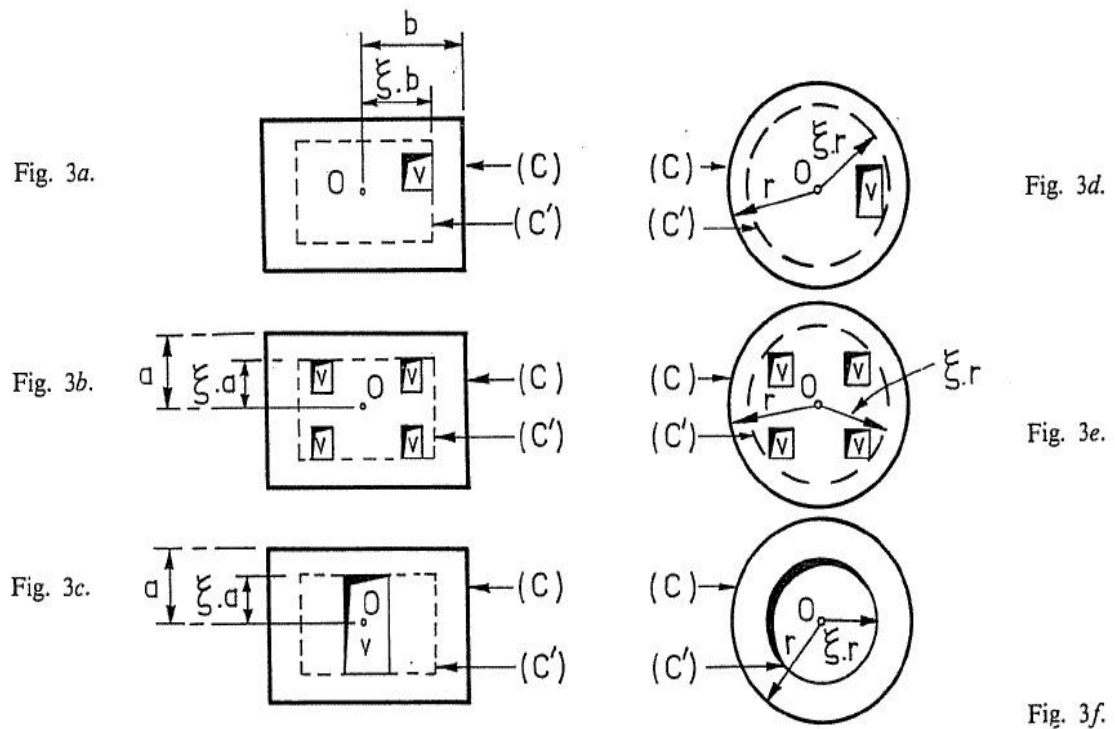 b
ξ.b
Fig. 3a.
O
V
(C)
(C')
(C)
(C')
r
O
ξ.r
V
Fig. 3d.
Fig. 3b.
a
ξ.a
V
V
O
V
V
(C)
(C')
(C)
(C')
V
V
r
O
V
V
ξ.r
Fig. 3e.
Fig. 3c.
a
ξ.a
O
V
(C)
(C')
(C)
(C')
O
r
ξ.r
Fig. 3f.